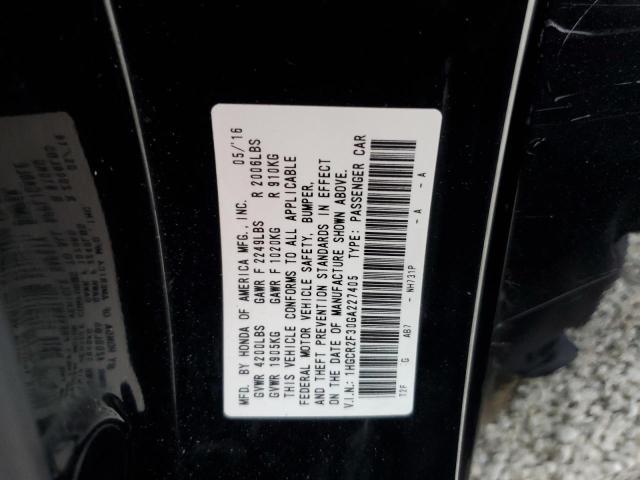 MFD. BY HONDA OF AMERICA MFG., INC. 05/'16
GVWR 4200LBS GAWR F 2249LBS R 2006LBS
GVWR 1905KG GAWR F 1020KG R 910KG
THIS VEHICLE CONFORMS TO ALL APPLICABLE
FEDERAL MOTOR VEHICLE SAFETY, BUMPER,
AND THEFT PREVENTION STANDARDS IN EFFECT
ON THE DATE OF MANUFACTURE SHOWN ABOVE.
V.I.N.: 1HGCR2F30GA227405 TYPE: PASSENGER CAR
T2F G AB7 - NH731P - A - A